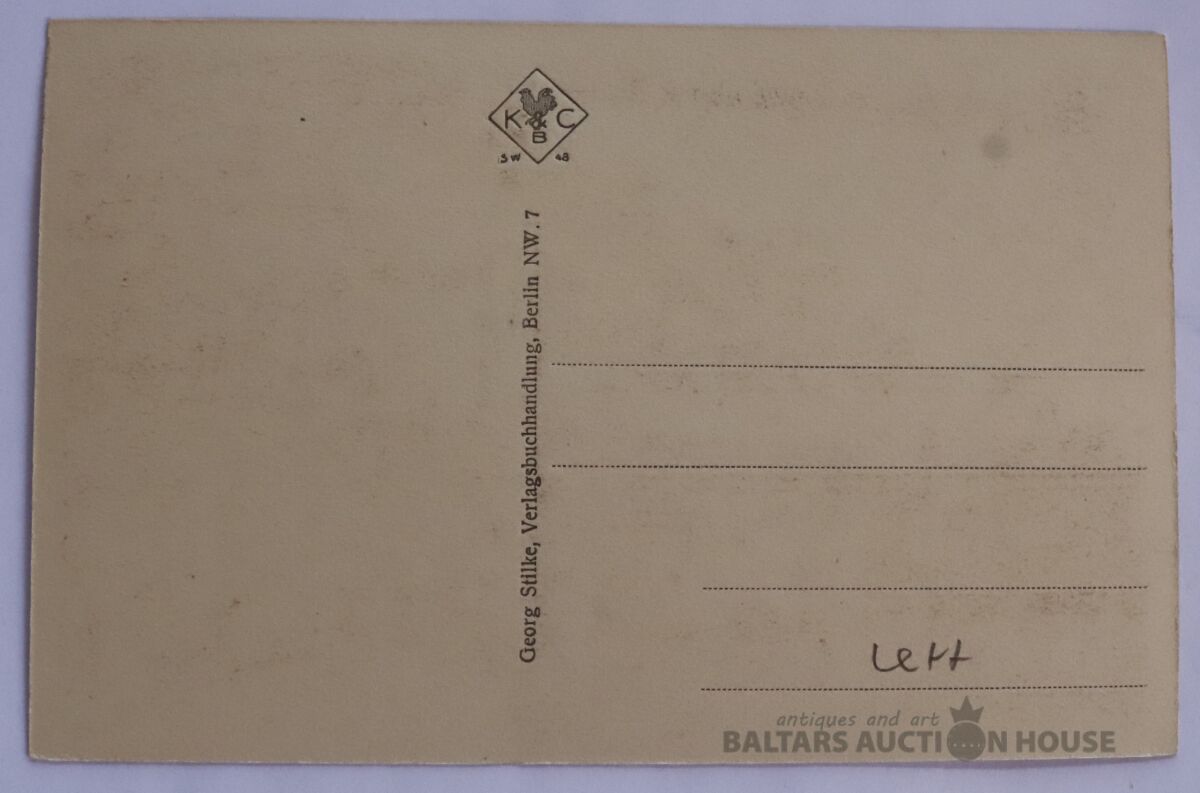 K & C
B
SW 48
Georg Stilke, Verlagsbuchhandlung, Berlin NW. 7
Lett
antiques and art
BALTARS AUCTION HOUSE